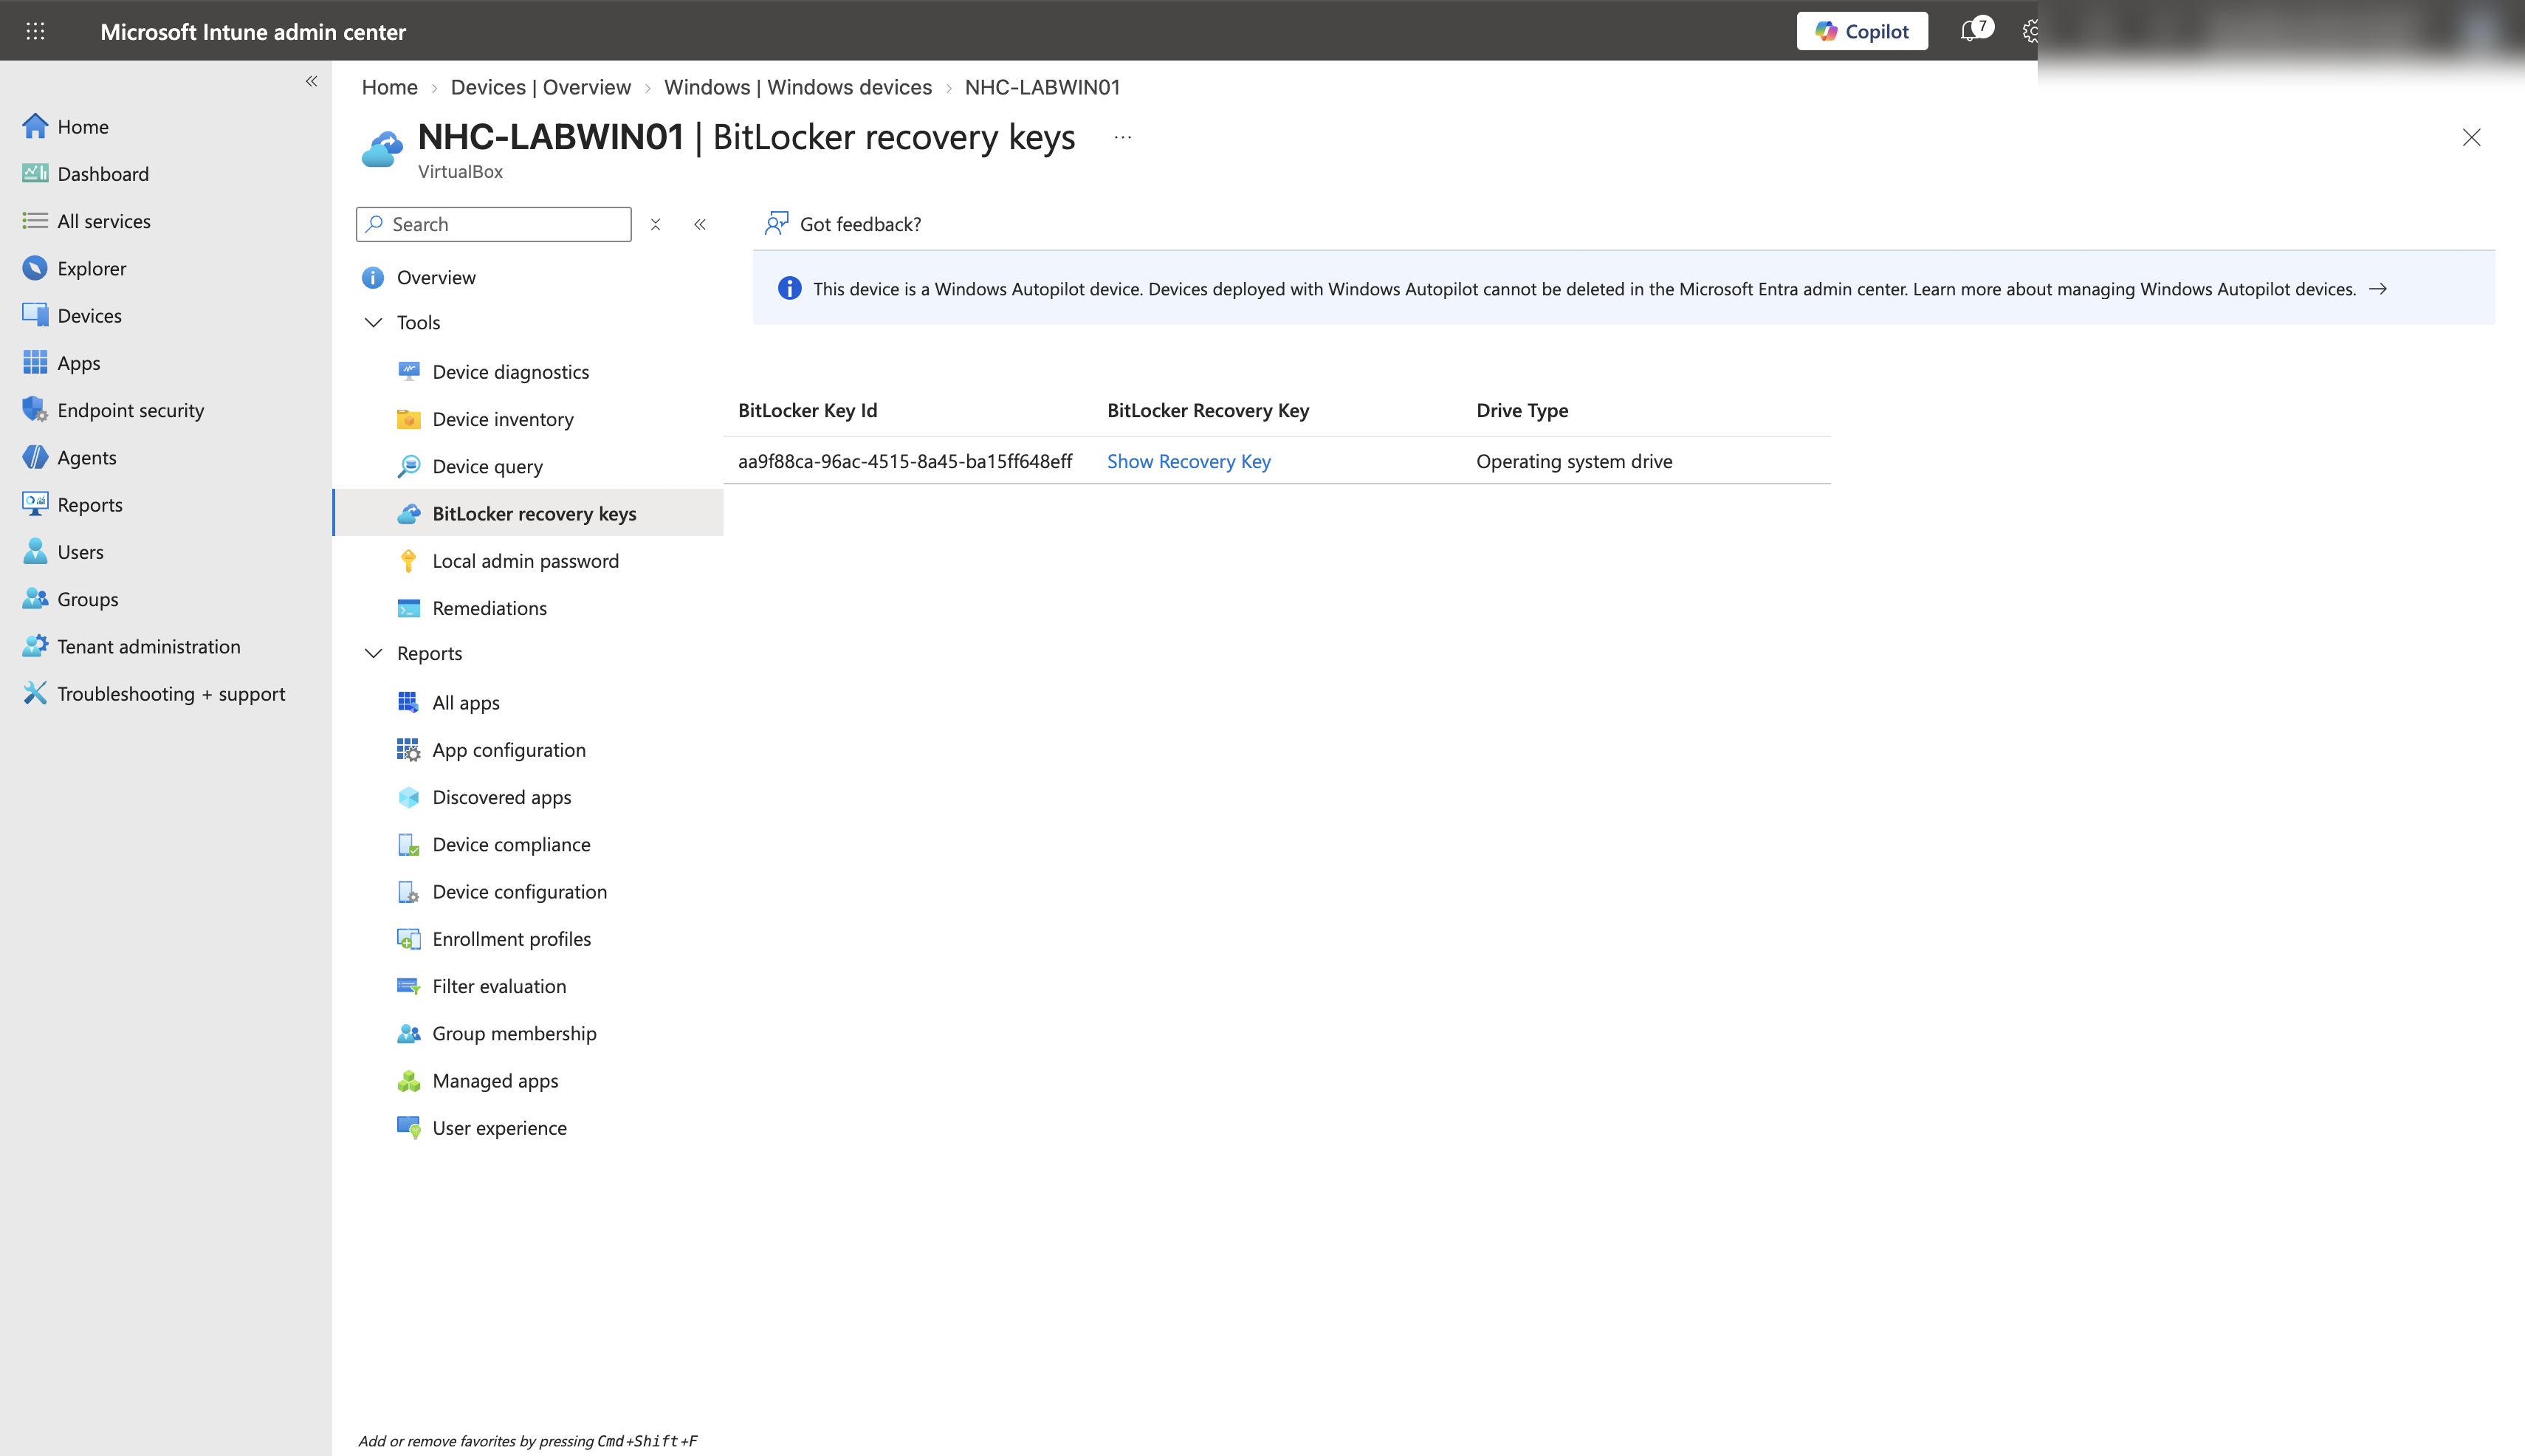 Microsoft Intune admin center
Copilot
7
Home
Dashboard
All services
Explorer
Devices
Apps
Endpoint security
Agents
Reports
Users
Groups
Tenant administration
Troubleshooting + support
Home > Devices | Overview > Windows | Windows devices > NHC-LABWIN01
NHC-LABWIN01 | BitLocker recovery keys ...
VirtualBox
Search
Overview
Tools
Device diagnostics
Device inventory
Device query
BitLocker recovery keys
Local admin password
Remediations
Reports
All apps
App configuration
Discovered apps
Device compliance
Device configuration
Enrollment profiles
Filter evaluation
Group membership
Managed apps
User experience
Add or remove favorites by pressing Cmd+Shift+F
Got feedback?
This device is a Windows Autopilot device. Devices deployed with Windows Autopilot cannot be deleted in the Microsoft Entra admin center. Learn more about managing Windows Autopilot devices. →
BitLocker Key Id BitLocker Recovery Key Drive Type
aa9f88ca-96ac-4515-8a45-ba15ff648eff Show Recovery Key Operating system drive